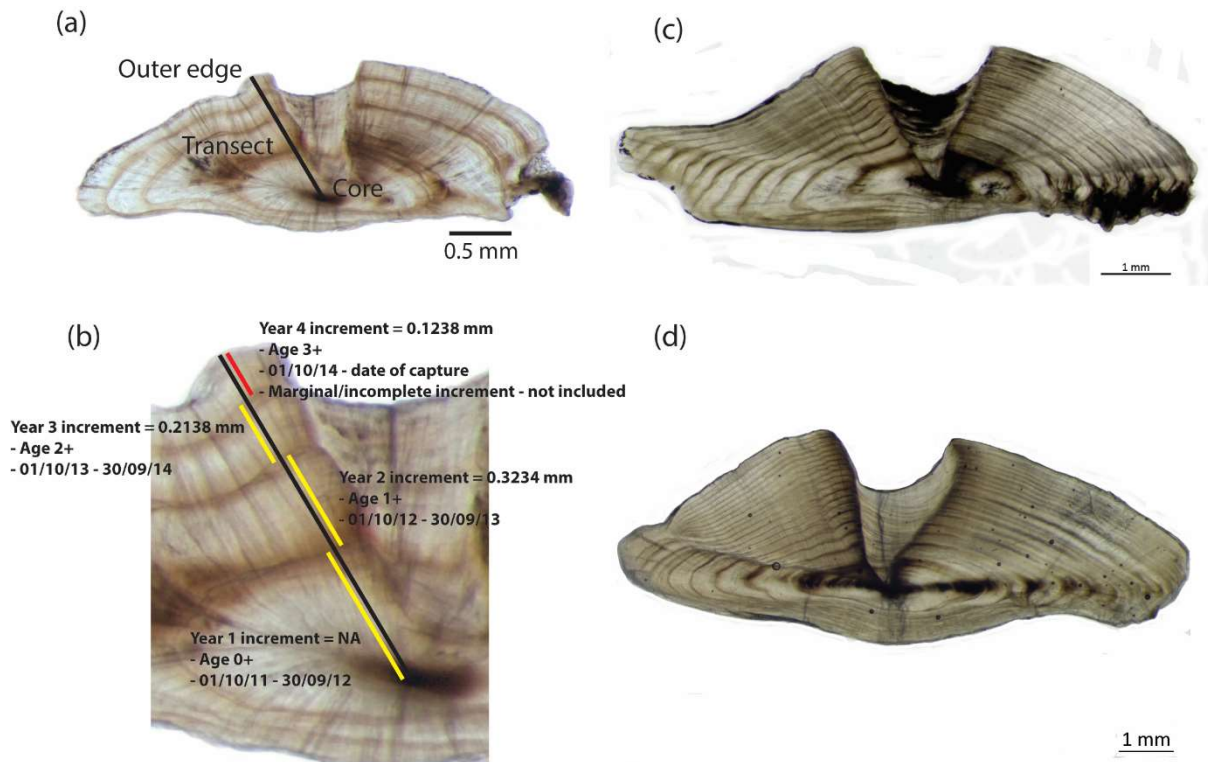 (a)
Outer edge
Transect
Core
0.5 mm
(b)
Year 4 increment = 0.1238 mm
- Age 3+
- 01/10/14 - date of capture
- Marginal/incomplete increment - not included
Year 3 increment = 0.2138 mm
- Age 2+
- 01/10/13 - 30/09/14
Year 2 increment = 0.3234 mm
- Age 1+
- 01/10/12 - 30/09/13
Year 1 increment = NA
- Age 0+
- 01/10/11 - 30/09/12
(c)
1 mm
(d)
1 mm